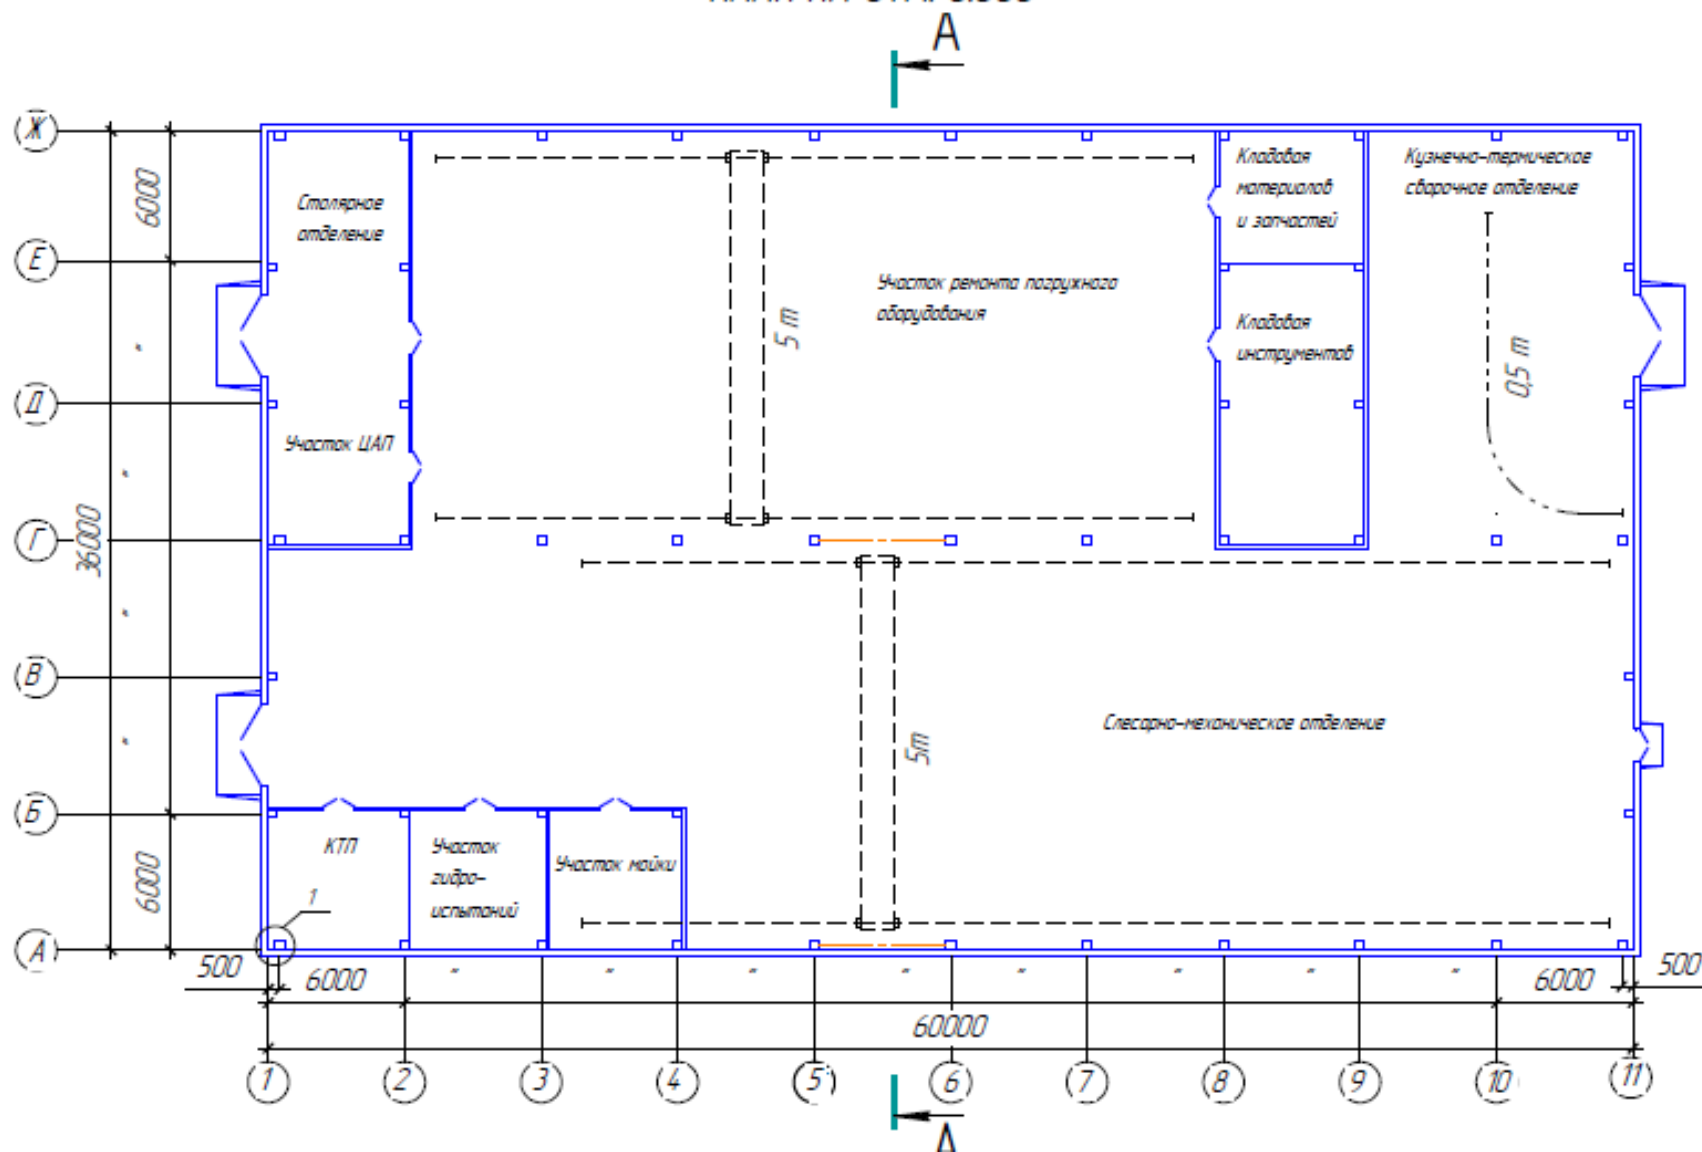 А
Ж
Е
Д
Г
В
Б
А
6000
36000
6000
Столярное
отделение
Участок ЦАП
Участок ремонта погружного
оборудования
5 т
Кладовая
материалов
и запчастей
Кладовая
инструментов
Кузнечно-термическое
сварочное отделение
0,5 т
5т
Слесарно-механическое отделение
КТП
Участок
гидро-
испытаний
Участок мойки
1
500
6000
"
"
"
"
"
"
"
"
6000
500
60000
1
2
3
4
5
6
7
8
9
10
11
А